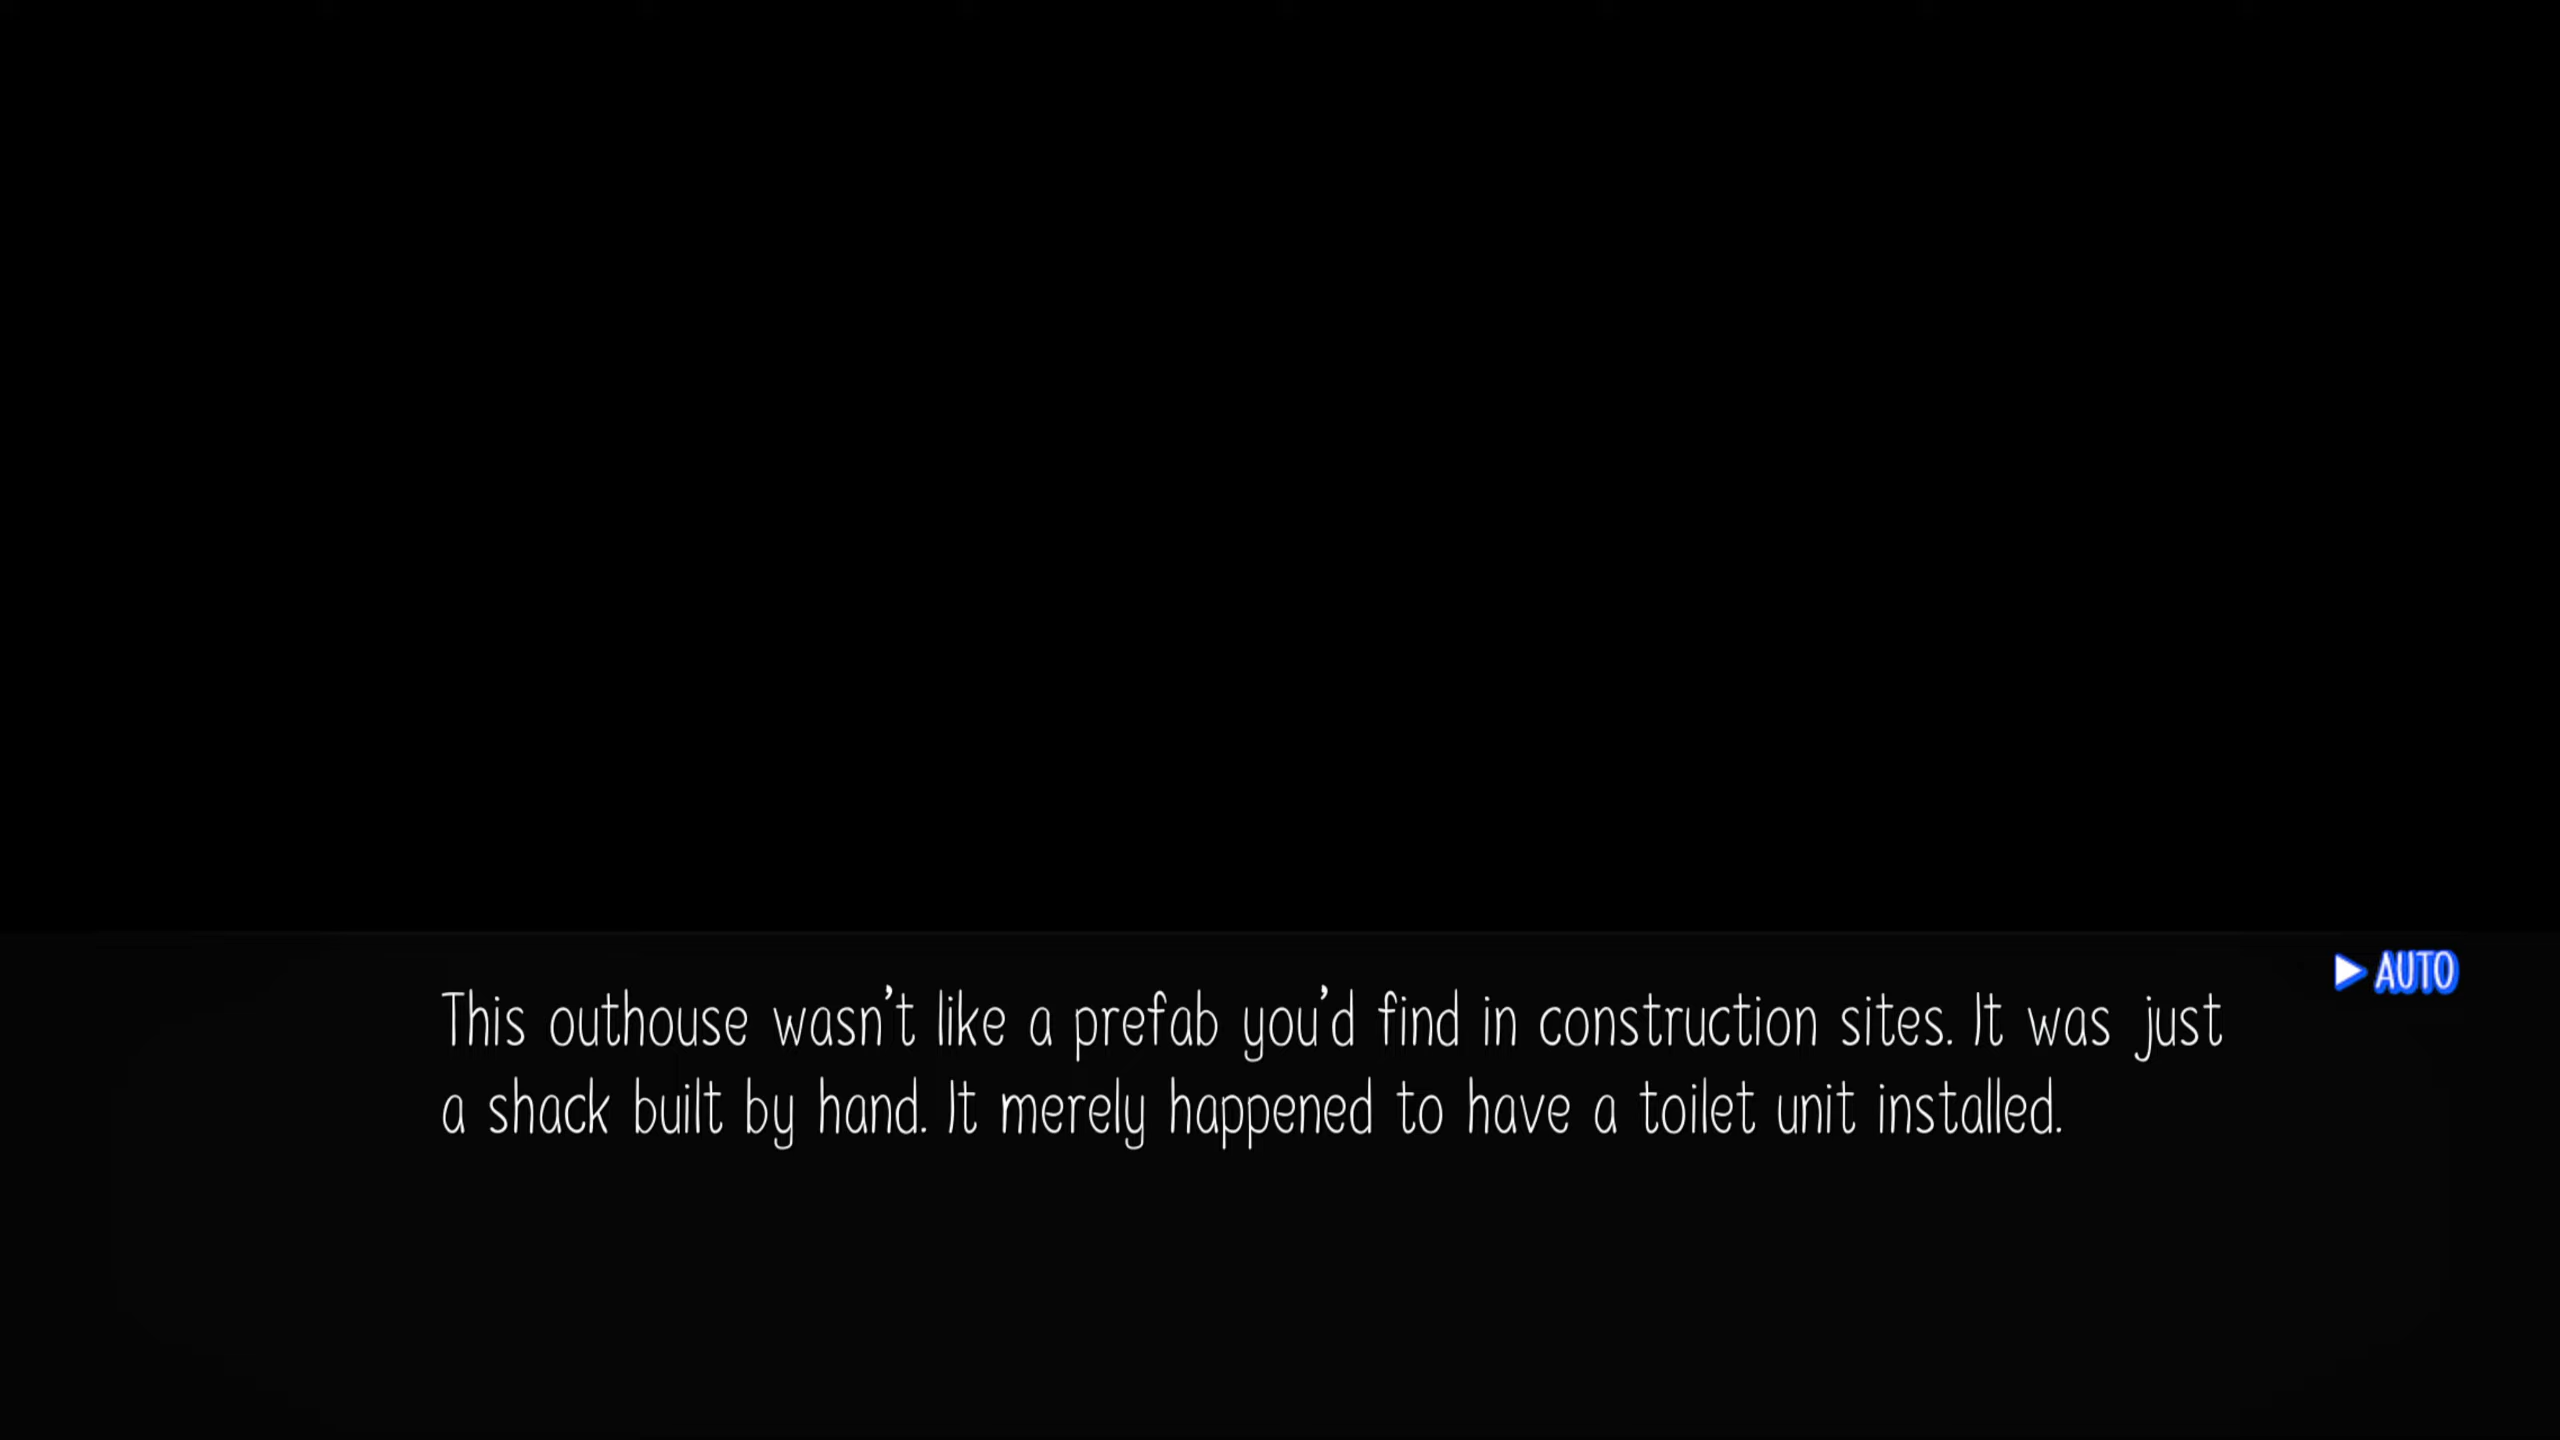 AUTO
This outhouse wasn't like a prefab you'd find in construction sites. It was just
a shack built by hand. It merely happened to have a toilet unit installed.